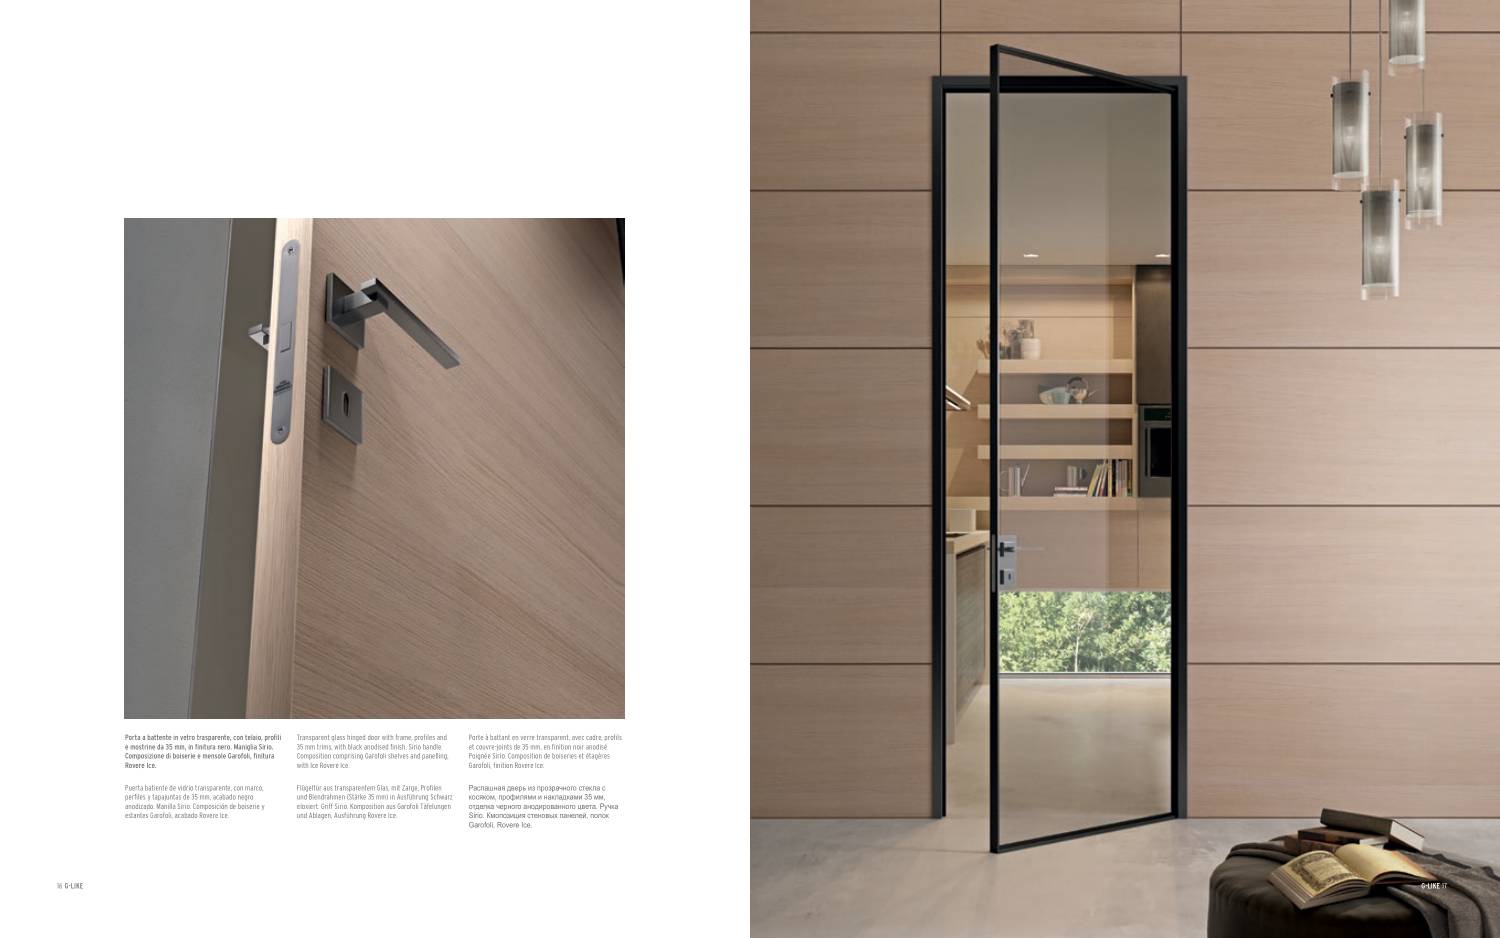 Porta a battente in vetro trasparente, con telaio, profili
e mostrine da 35 mm, in finitura nero. Maniglia Sirio.
Composizione di boiserie e mensole Garofoli, finitura
Rovere Ice.
Transparent glass hinged door with frame, profiles and
35 mm trims, with black anodised finish. Sirio handle.
Composition comprising Garofoli shelves and panelling,
with Ice Rovere Ice.
Porte à battant en verre transparent, avec cadre, profils
et couvre-joints de 35 mm, en finition noir anodisé.
Poignée Sirio. Composition de boiseries et étagères
Garofoli, finition Rovere Ice.
Puerta batiente de vidrio transparente, con marco,
perfiles y tapajuntas de 35 mm, acabado negro
anodizado. Manilla Sirio. Composición de boiserie y
estantes Garofoli, acabado Rovere Ice.
Flügeltür aus transparentem Glas, mit Zarge, Profilen
und Blendrahmen (Stärke 35 mm) in Ausführung Schwarz
eloxiert. Griff Sirio. Komposition aus Garofoli Täfelungen
und Ablagen, Ausführung Rovere Ice.
Распашная дверь из прозрачного стекла с
косяком, профилями и накладками 35 мм,
отделка черного анодированного цвета. Ручка
Sirio. Кмопозиция стеновых панелей, полок
Garofoli, Rovere Ice.
16 G-LIKE
G-LIKE 17